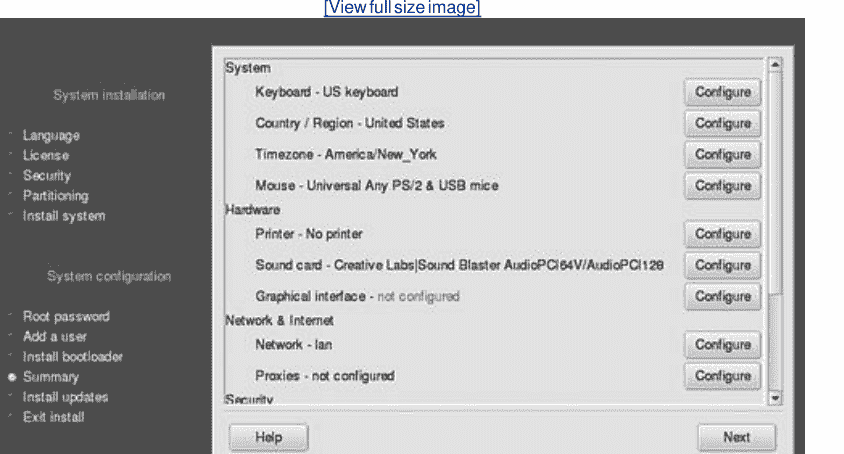 [View full size image]
System installation
Language
License
Security
Partitioning
Install system
System configuration
Root password
Add a user
Install bootloader
Summary
Install updates
Exit install
System
Keyboard - US keyboard Configure
Country / Region - United States Configure
Timezone - America/New_York Configure
Mouse - Universal Any PS/2 & USB mice Configure
Hardware
Printer - No printer Configure
Sound card - Creative Labs|Sound Blaster AudioPCI64V/AudioPCI128 Configure
Graphical interface - not configured Configure
Network & Internet
Network - lan Configure
Proxies - not configured Configure
Security
Help Next